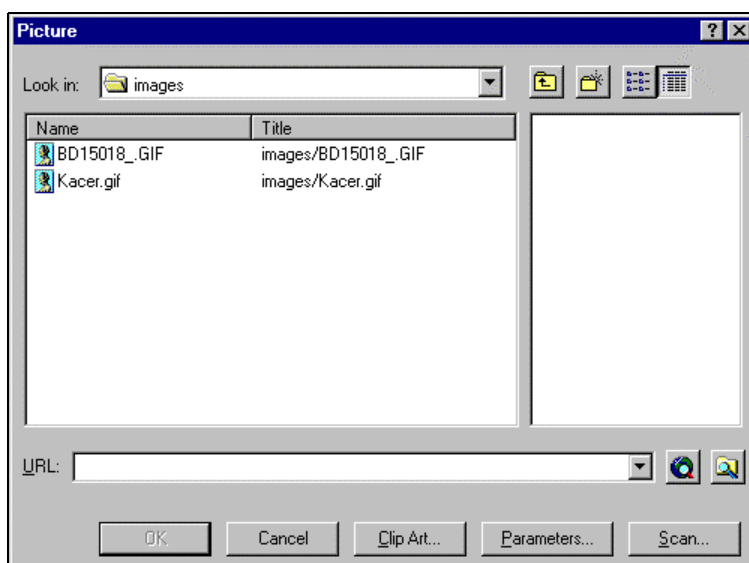 Picture
Look in: images
Name Title
BD15018_.GIF images/BD15018_.GIF
Kacer.gif images/Kacer.gif
URL:
OK Cancel Clip Art... Parameters... Scan...